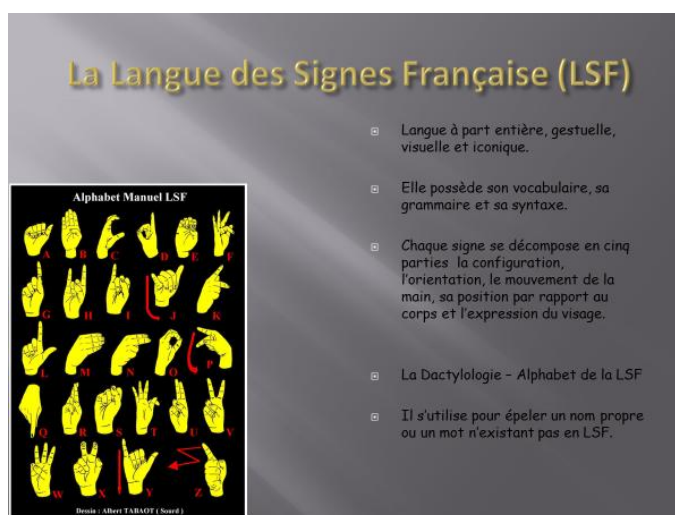 La Langue des Signes Française (LSF)
Langue à part entière, gestuelle,
visuelle et iconique.
Elle possède son vocabulaire, sa
grammaire et sa syntaxe.
Chaque signe se décompose en cinq
parties la configuration,
l'orientation, le mouvement de la
main, sa position par rapport au
corps et l'expression du visage.
La Dactylologie – Alphabet de la LSF
Il s'utilise pour épeler un nom propre
ou un mot n'existant pas en LSF.
Alphabet Manuel LSF
A B C D E F
G H I J K
L M N O P
Q R S T U V
W X Y Z
Dessin : Albert TABAOT ( Sourd )